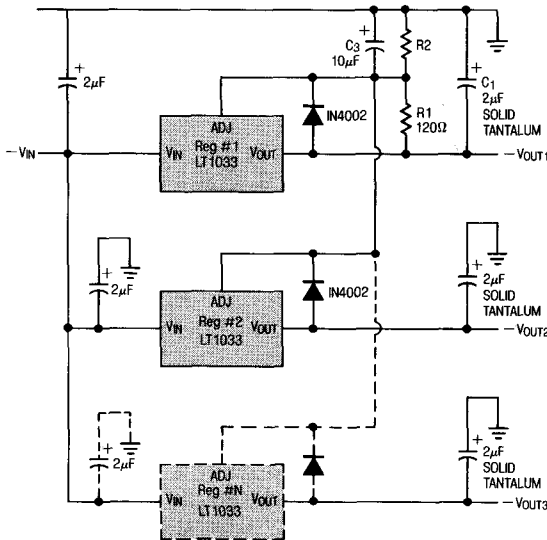 +
2µF
+
C3
10µF
R2
IN4002
R1
120Ω
+
C1
2µF
SOLID
TANTALUM
ADJ
−VIN
VIN
Reg #1
VOUT
LT1033
−VOUT1
+
2µF
ADJ
VIN
Reg #2
VOUT
LT1033
IN4002
+
2µF
SOLID
TANTALUM
−VOUT2
+
2µF
ADJ
VIN
Reg #N
VOUT
LT1033
+
2µF
SOLID
TANTALUM
−VOUT3